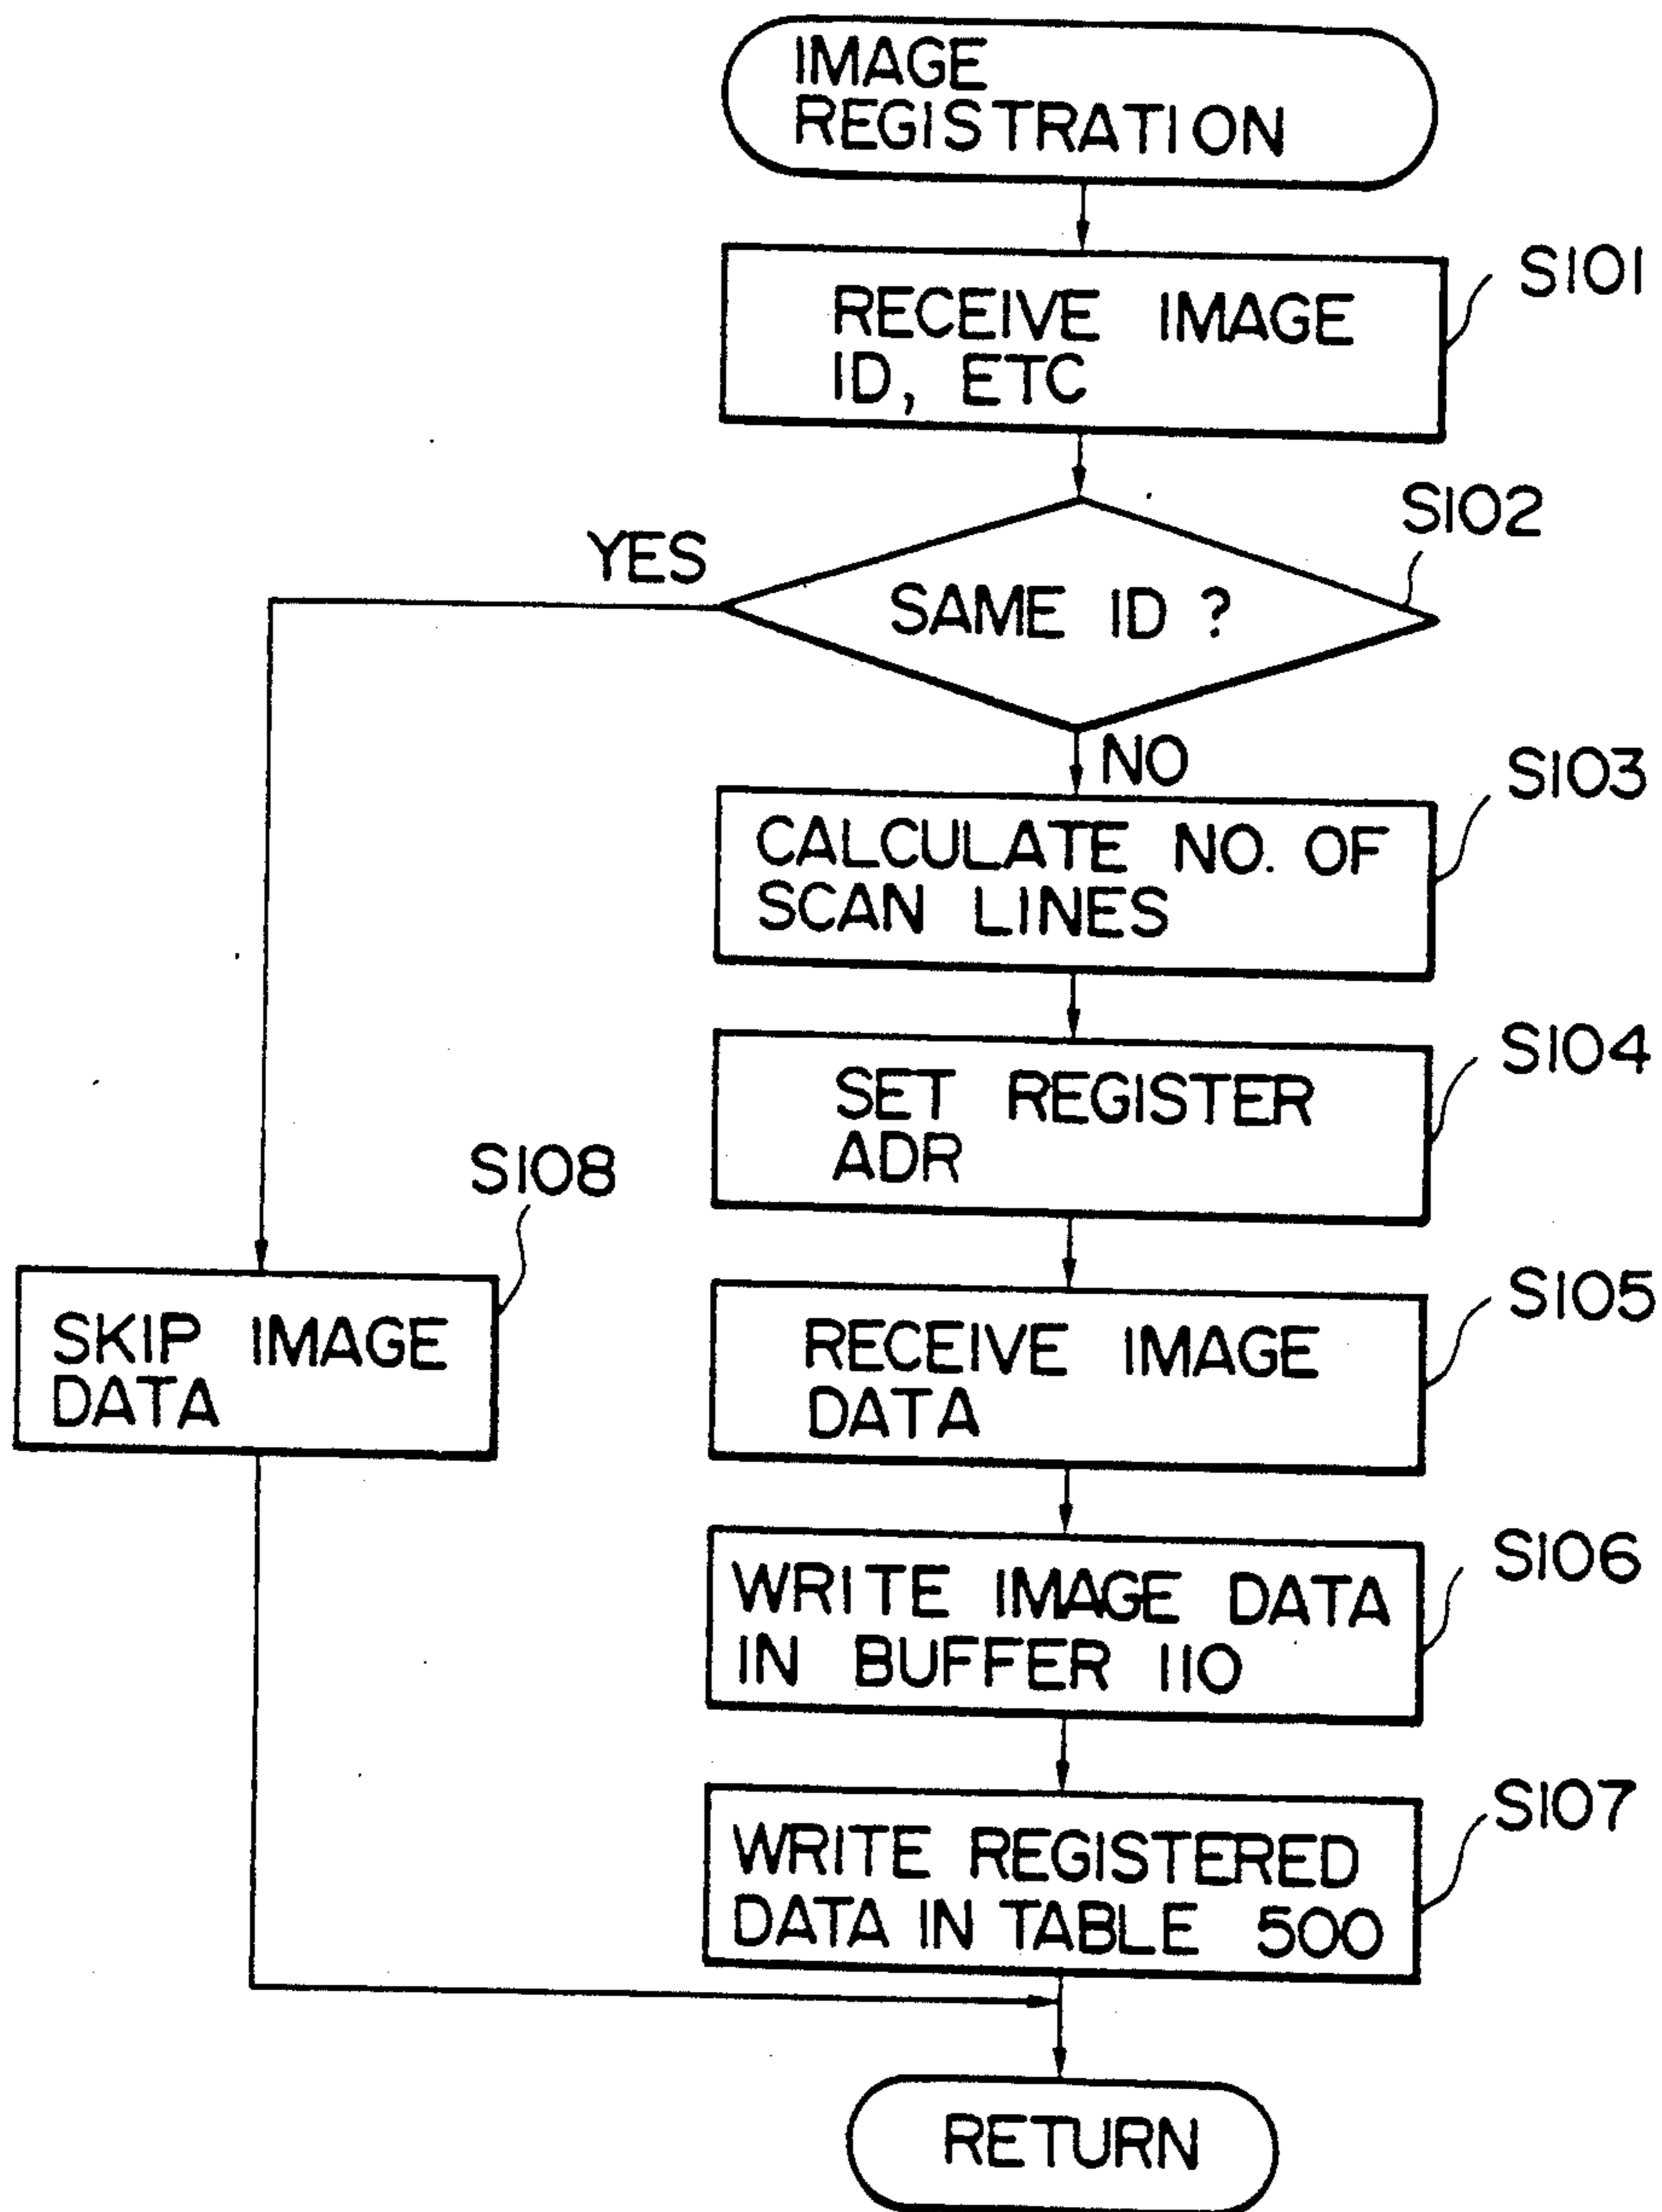 IMAGE
REGISTRATION
RECEIVE IMAGE
ID, ETC
S101
SAME ID ?
S102
YES
NO
CALCULATE NO. OF
SCAN LINES
S103
SET REGISTER
ADR
S104
RECEIVE IMAGE
DATA
S105
SKIP IMAGE
DATA
S108
WRITE IMAGE DATA
IN BUFFER 110
S106
WRITE REGISTERED
DATA IN TABLE 500
S107
RETURN